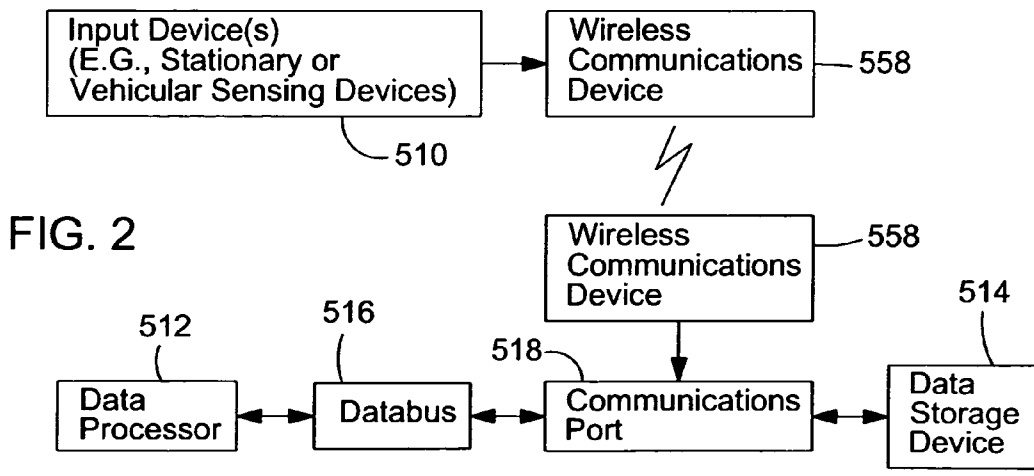 Input Device(s)
(E.G., Stationary or
Vehicular Sensing Devices)
510
Wireless
Communications
Device
558
FIG. 2
Wireless
Communications
Device
558
512
Data
Processor
516
Databus
518
Communications
Port
514
Data
Storage
Device